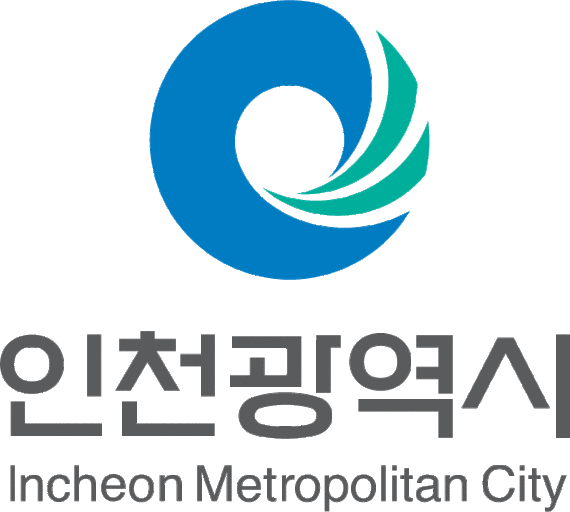 인천광역시
Incheon Metropolitan City